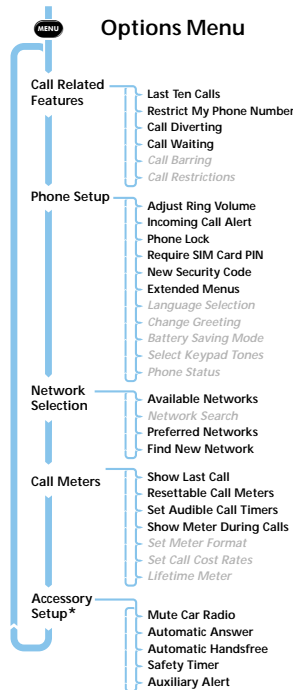 MENU
Options Menu
Call Related
Features
Last Ten Calls
Restrict My Phone Number
Call Diverting
Call Waiting
Call Barring
Call Restrictions
Phone Setup
Adjust Ring Volume
Incoming Call Alert
Phone Lock
Require SIM Card PIN
New Security Code
Extended Menus
Language Selection
Change Greeting
Battery Saving Mode
Select Keypad Tones
Phone Status
Network
Selection
Available Networks
Network Search
Preferred Networks
Find New Network
Call Meters
Show Last Call
Resettable Call Meters
Set Audible Call Timers
Show Meter During Calls
Set Meter Format
Set Call Cost Rates
Lifetime Meter
Accessory
Setup*
Mute Car Radio
Automatic Answer
Automatic Handsfree
Safety Timer
Auxiliary Alert